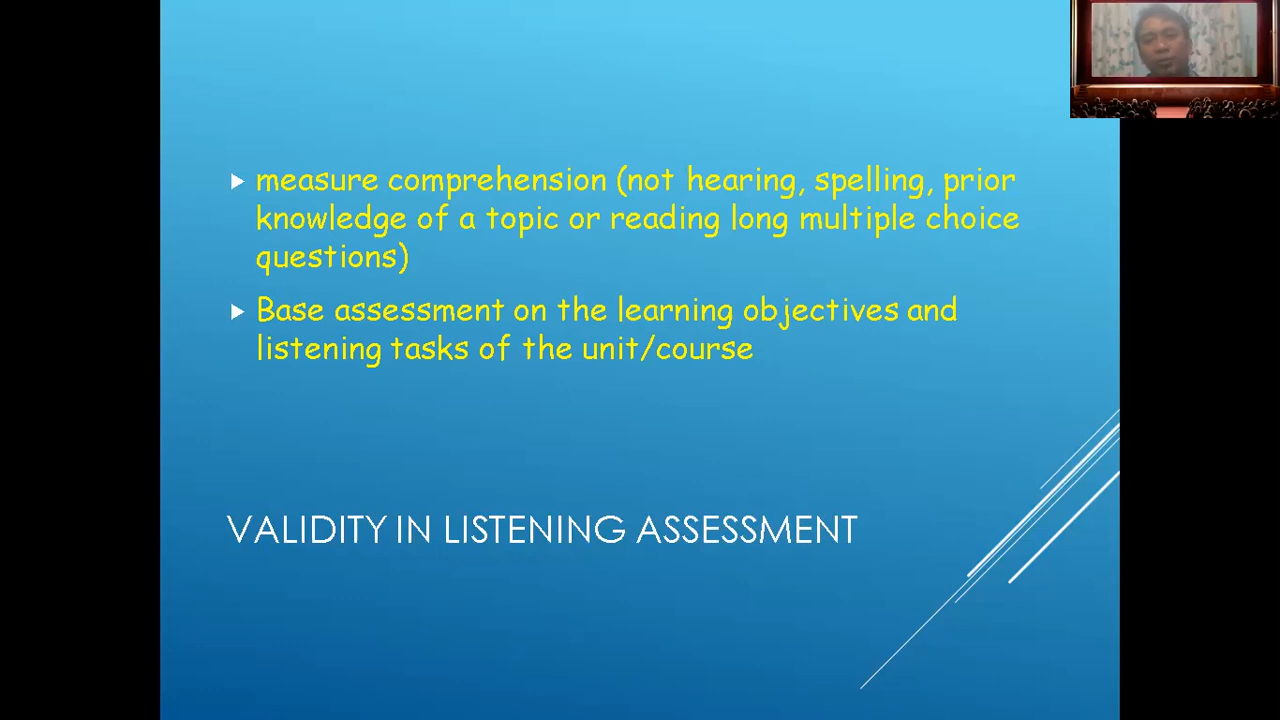 measure comprehension (not hearing, spelling, prior
knowledge of a topic or reading long multiple choice
questions)
Base assessment on the learning objectives and
listening tasks of the unit/course
VALIDITY IN LISTENING ASSESSMENT